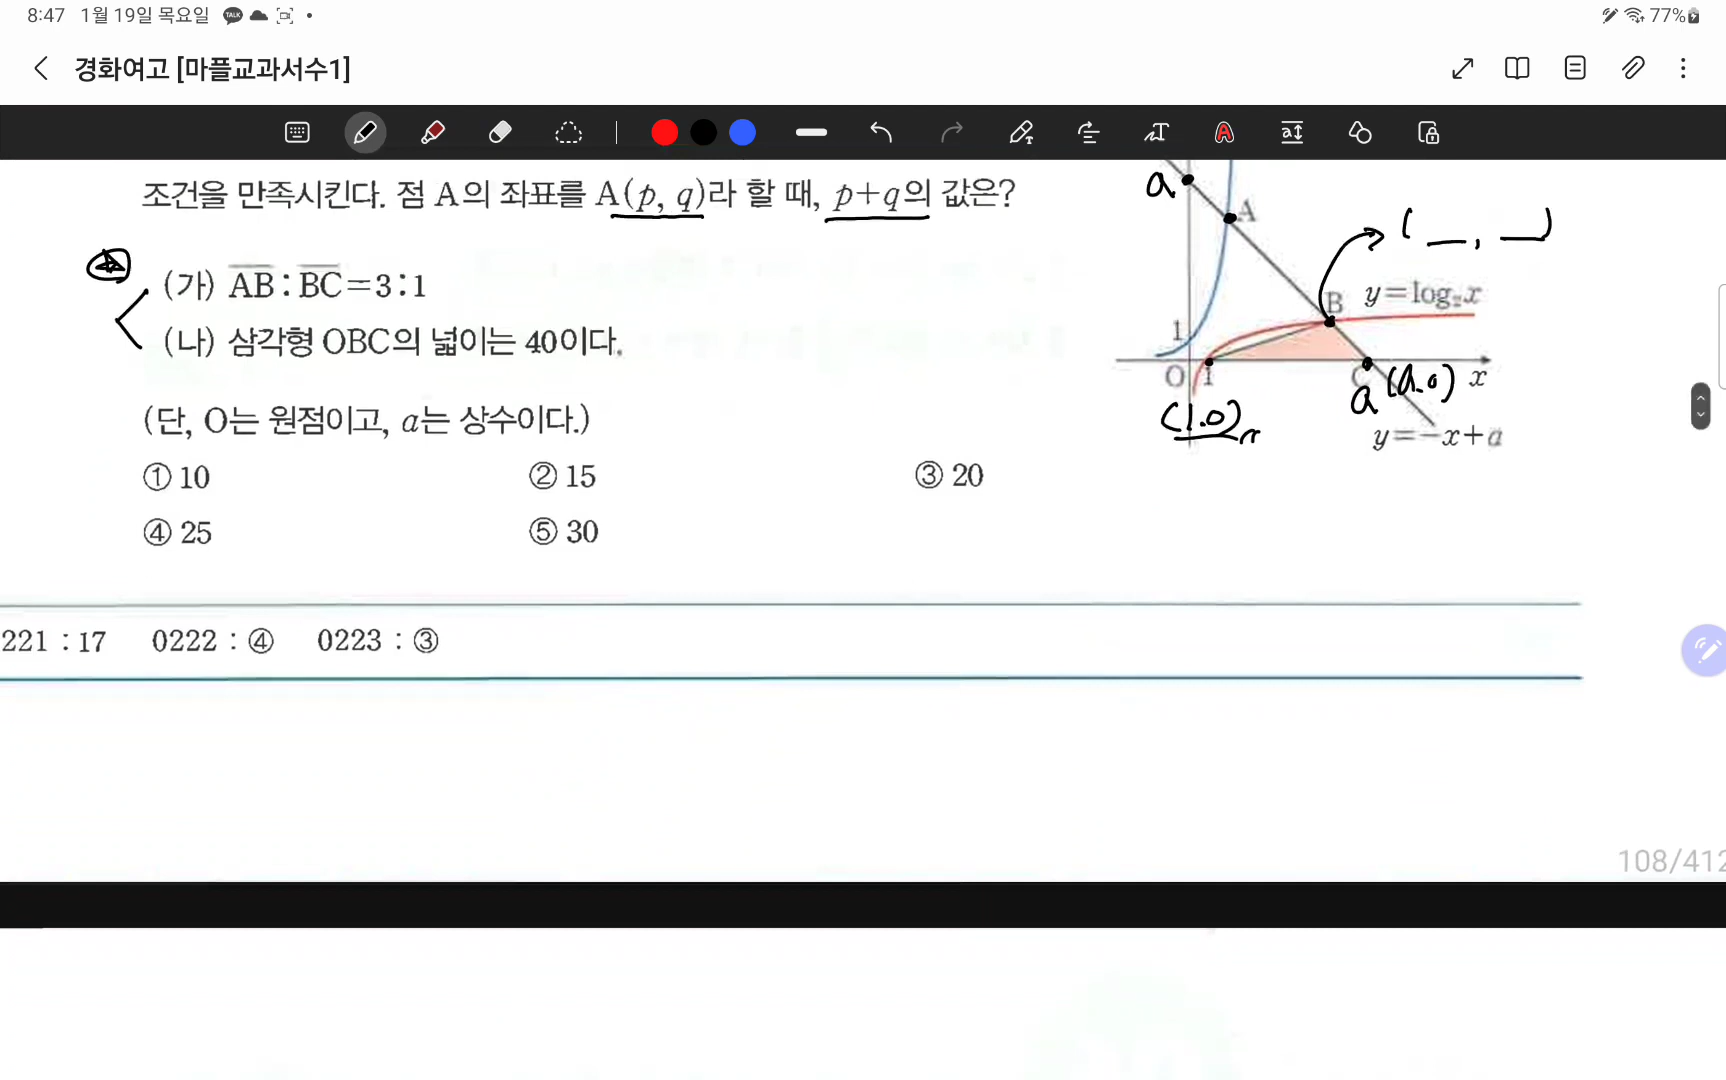 8:47 1월 19일 목요일 77%
경화여고 [마플교과서수1]
조건을 만족시킨다. 점 A의 좌표를 A(p, q)라 할 때, p+q의 값은?
(가) AB : BC=3 : 1
(나) 삼각형 OBC의 넓이는 40이다.
(단, O는 원점이고, a는 상수이다.)
① 10 ② 15 ③ 20
④ 25 ⑤ 30
a
A
( _ , _ )
B y=log₂x
1
O 1 C (a.0) x
a
(1.0)
y=-x+a
221 : 17 0222 : ④ 0223 : ③
108/412